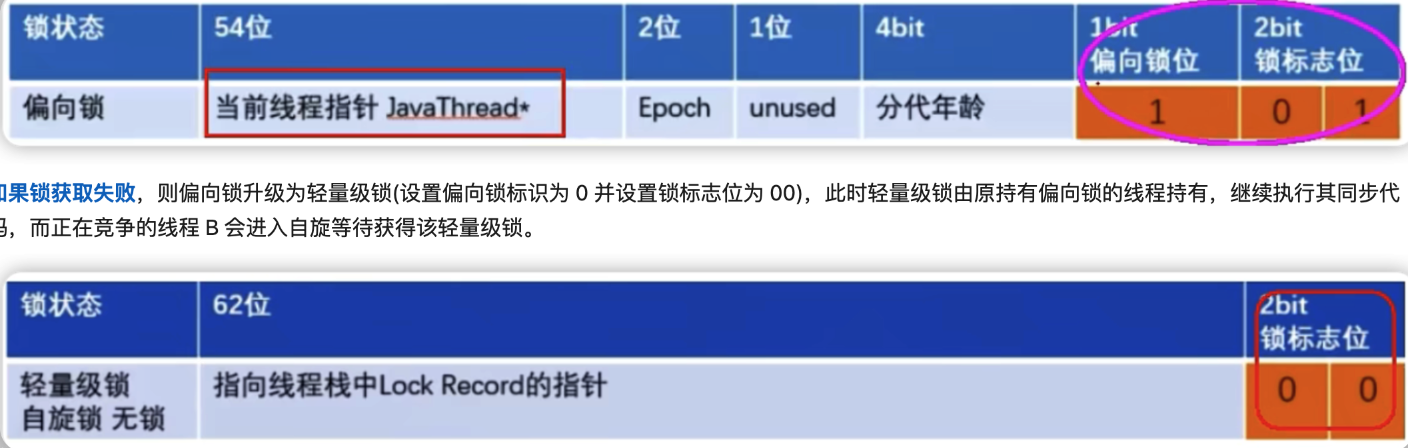 锁状态 54位 2位 1位 4bit 1bit 2bit
偏向锁位 锁标志位
偏向锁 当前线程指针 JavaThread* Epoch unused 分代年龄 1 0 1
如果锁获取失败，则偏向锁升级为轻量级锁(设置偏向锁标识为 0 并设置锁标志位为 00)，此时轻量级锁由原持有偏向锁的线程持有，继续执行其同步代
码，而正在竞争的线程 B 会进入自旋等待获得该轻量级锁。
锁状态 62位 2bit
锁标志位
轻量级锁 指向线程栈中Lock Record的指针 0 0
自旋锁 无锁